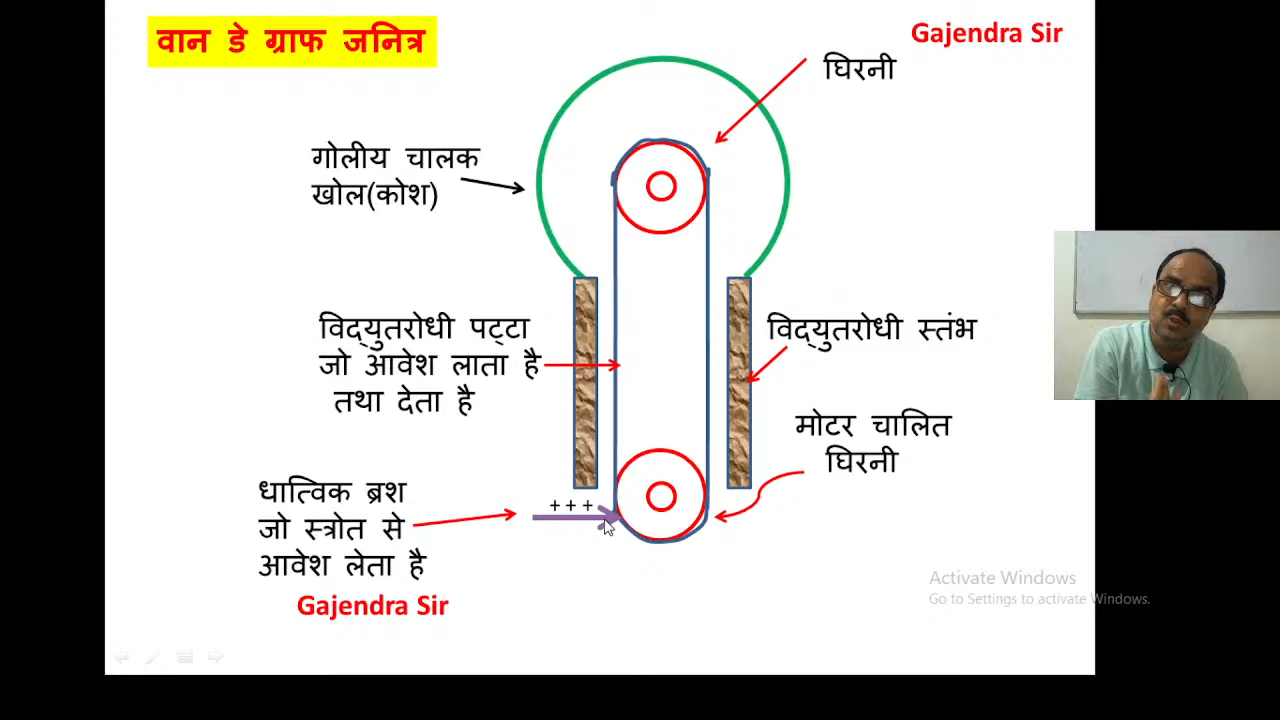 वान डे ग्राफ जनित्र
Gajendra Sir
घिरनी
गोलीय चालक
खोल(कोश)
विद्युतरोधी पट्टा
जो आवेश लाता है
तथा देता है
विद्युतरोधी स्तंभ
मोटर चालित
घिरनी
धात्विक ब्रश
जो स्त्रोत से
आवेश लेता है
+ + +
Gajendra Sir
Activate Windows
Go to Settings to activate Windows.